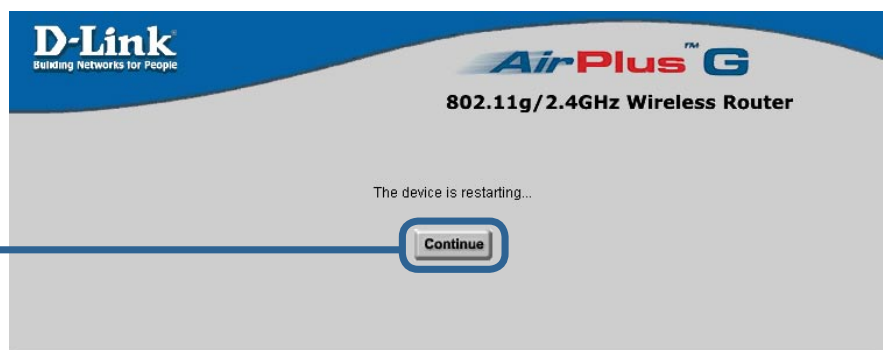 D-Link
Building Networks for People
AirPlus™ G
802.11g/2.4GHz Wireless Router
The device is restarting...
Continue